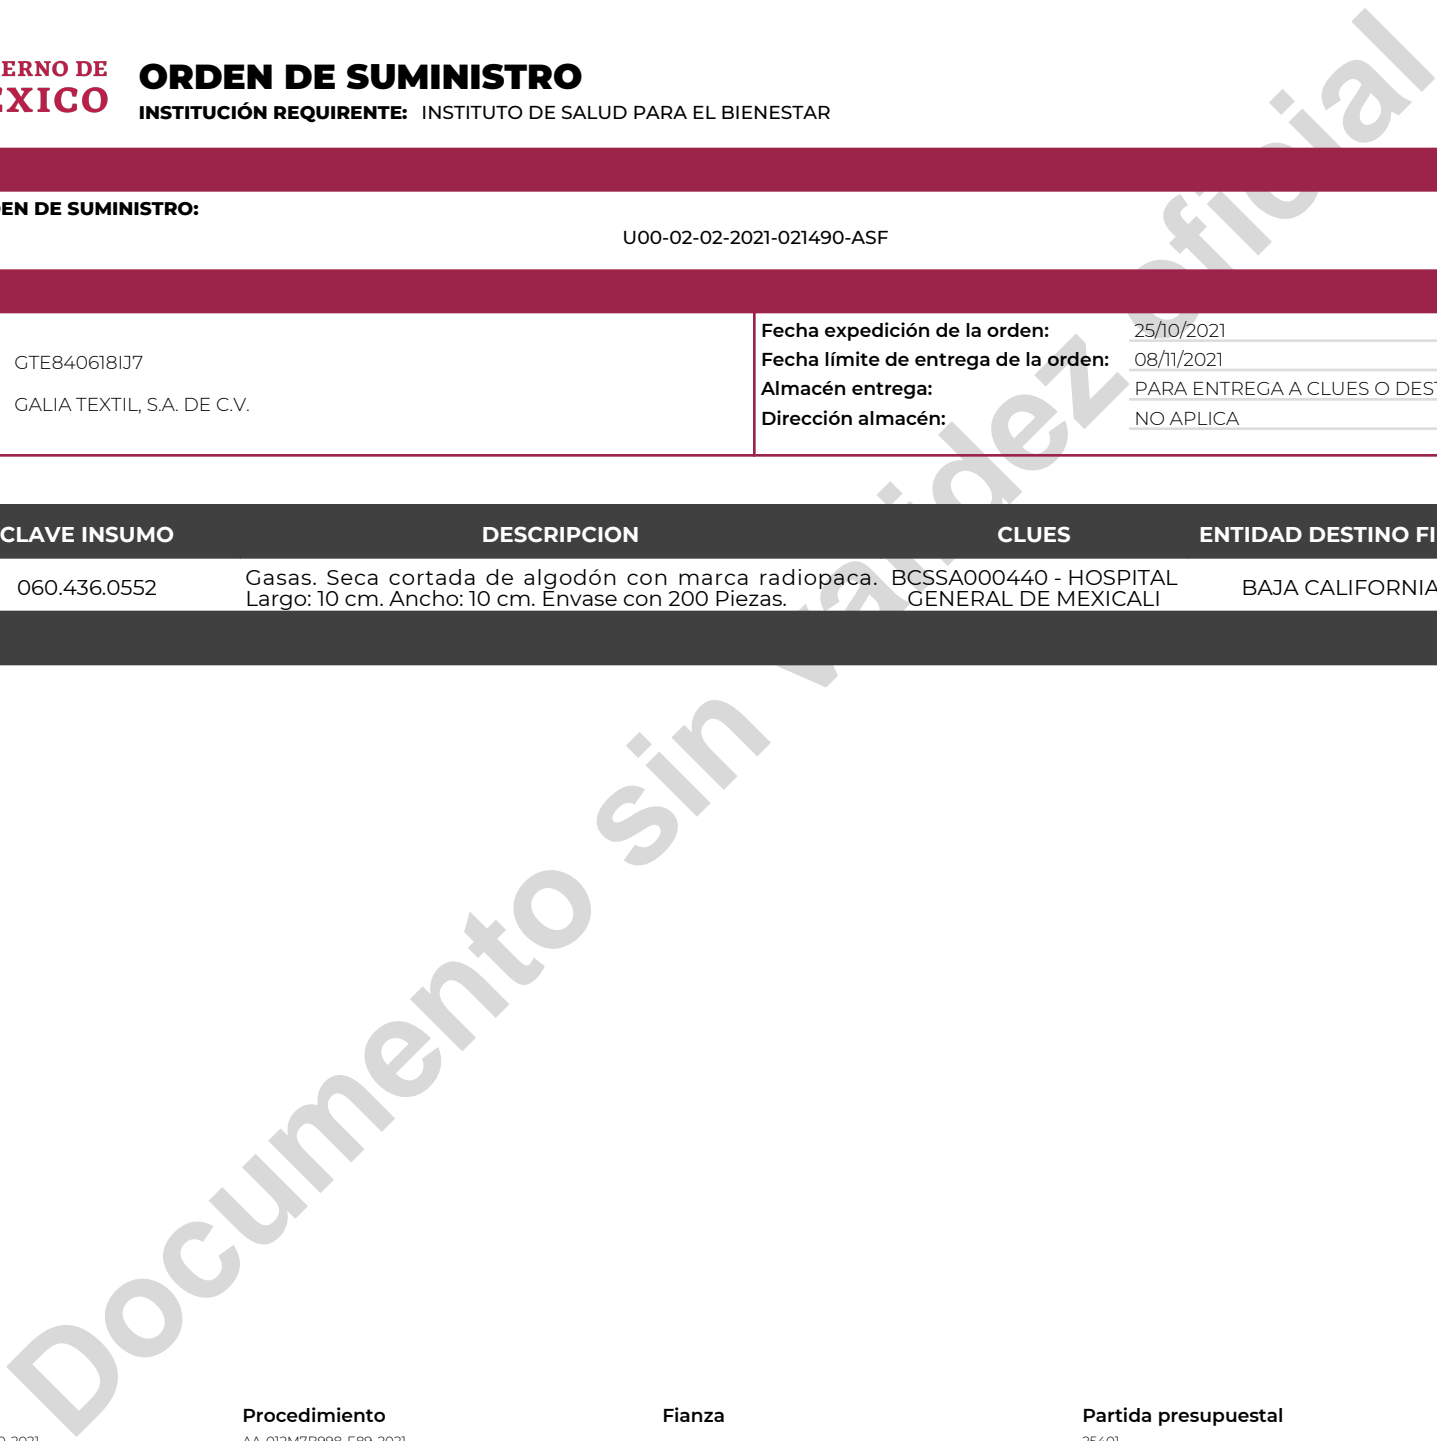 ERNO DE
EXICO
ORDEN DE SUMINISTRO
INSTITUCIÓN REQUIRENTE: INSTITUTO DE SALUD PARA EL BIENESTAR
EN DE SUMINISTRO:
U00-02-02-2021-021490-ASF
GTE840618IJ7
GALIA TEXTIL, S.A. DE C.V.
Fecha expedición de la orden: 25/10/2021
Fecha límite de entrega de la orden: 08/11/2021
Almacén entrega: PARA ENTREGA A CLUES O DEST
Dirección almacén: NO APLICA
CLAVE INSUMO DESCRIPCION CLUES ENTIDAD DESTINO FI
060.436.0552
Gasas. Seca cortada de algodón con marca radiopaca.
Largo: 10 cm. Ancho: 10 cm. Envase con 200 Piezas.
BCSSA000440 - HOSPITAL
GENERAL DE MEXICALI
BAJA CALIFORNIA
Documento sin validez oficial
Procedimiento Fianza Partida presupuestal